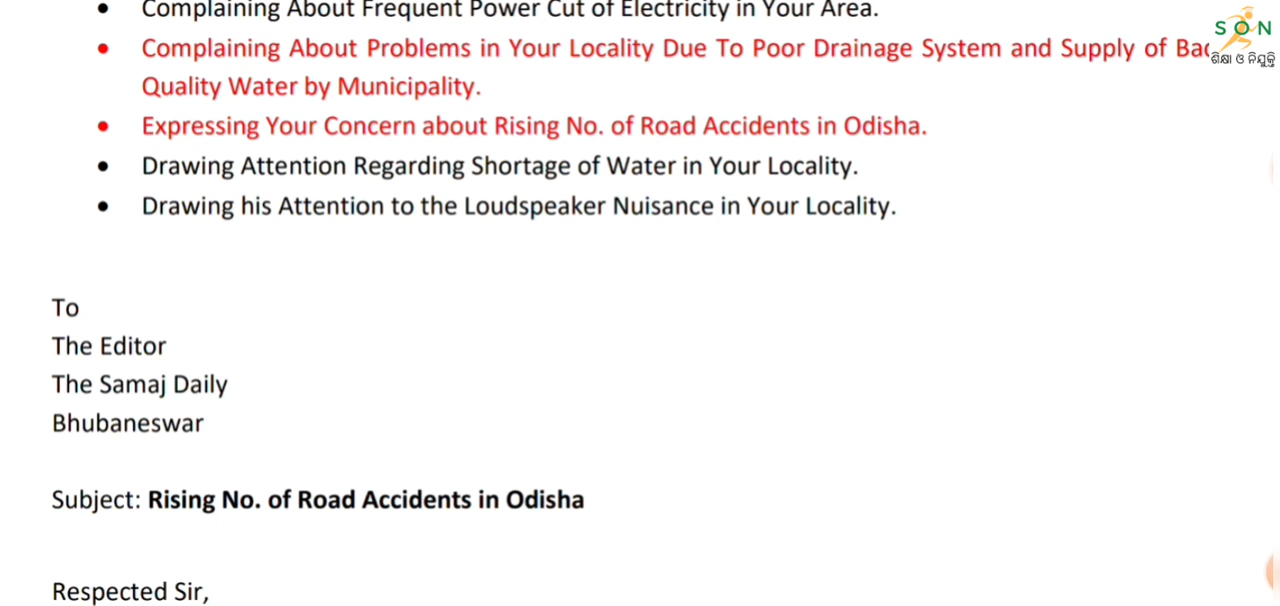 • Complaining About Frequent Power Cut of Electricity in Your Area.
• Complaining About Problems in Your Locality Due To Poor Drainage System and Supply of
Quality Water by Municipality.
• Expressing Your Concern about Rising No. of Road Accidents in Odisha.
• Drawing Attention Regarding Shortage of Water in Your Locality.
• Drawing his Attention to the Loudspeaker Nuisance in Your Locality.
SON
ଶିକ୍ଷା ଓ ନିଯୁକ୍ତି
To
The Editor
The Samaj Daily
Bhubaneswar
Subject: Rising No. of Road Accidents in Odisha
Respected Sir,